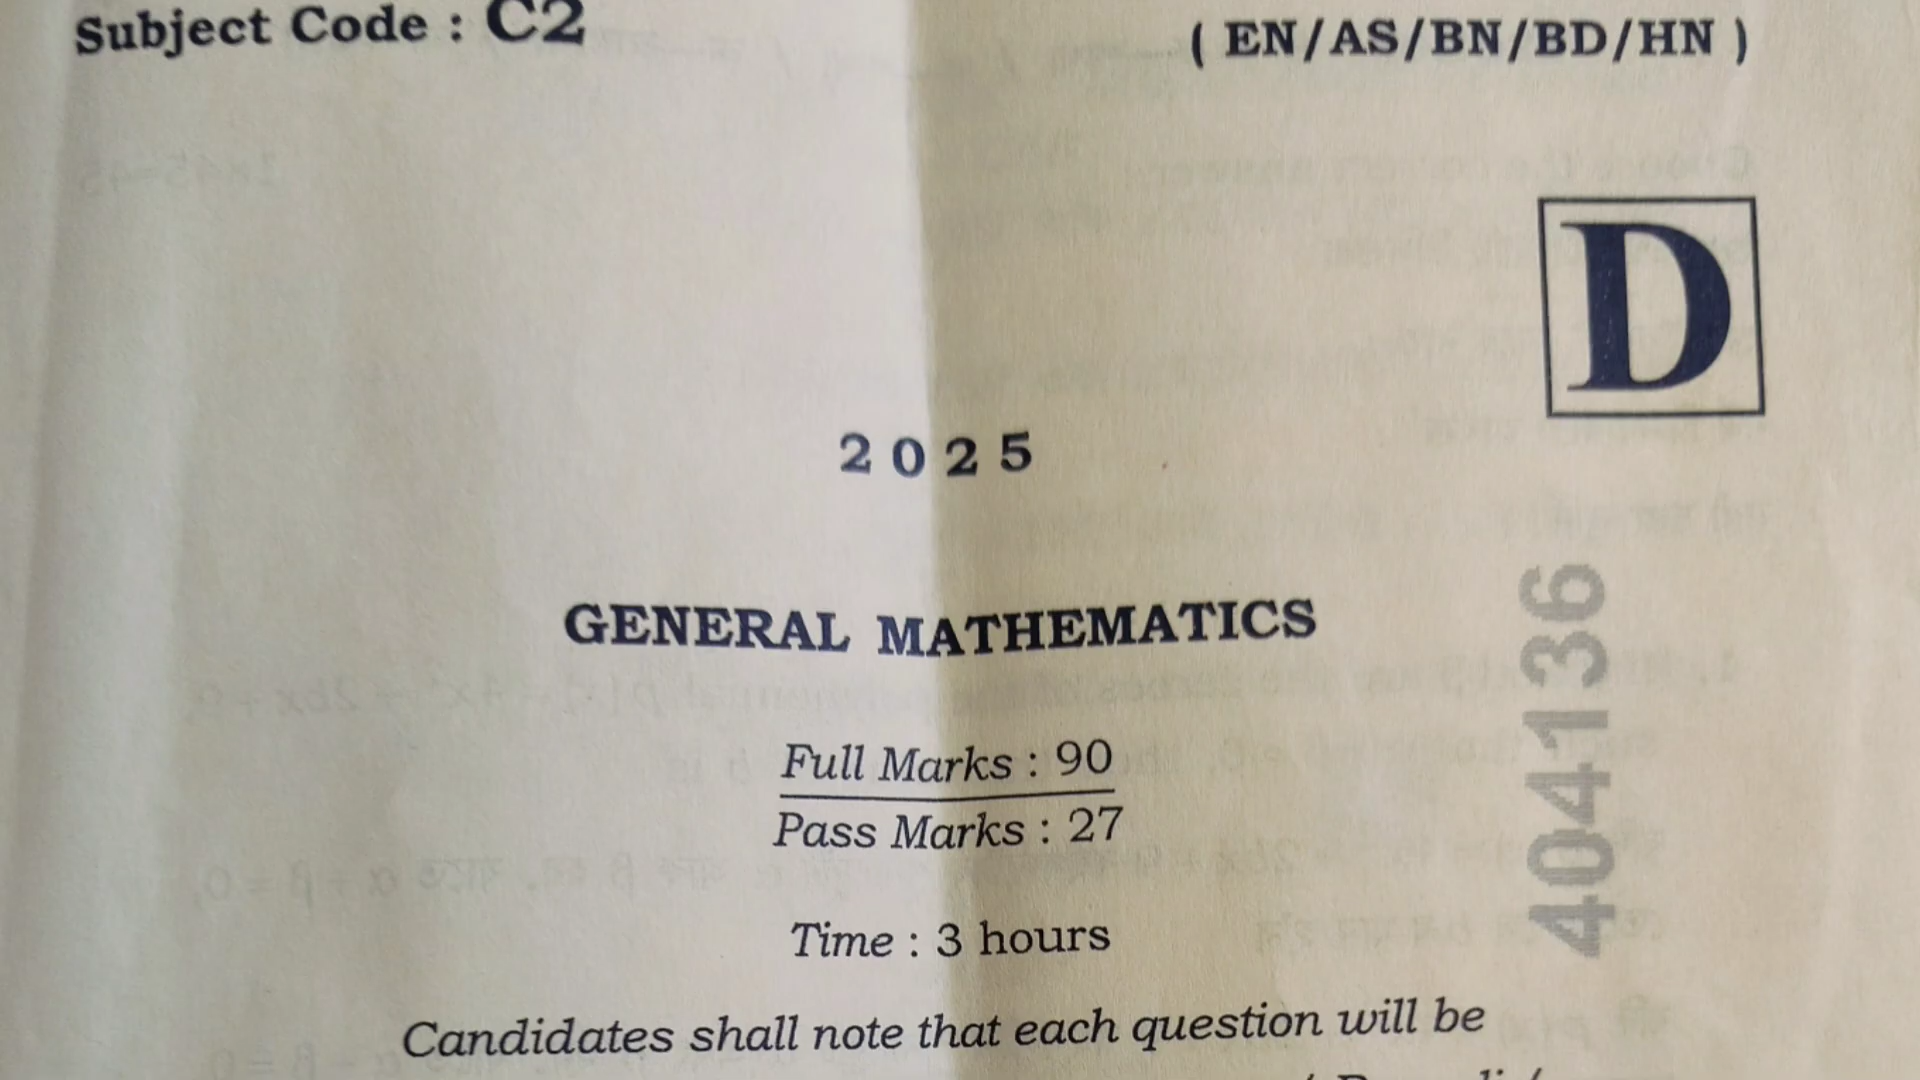 Subject Code : C2
( EN/AS/BN/BD/HN )
D
2025
GENERAL MATHEMATICS
Full Marks : 90
Pass Marks : 27
Time : 3 hours
404136
Candidates shall note that each question will be